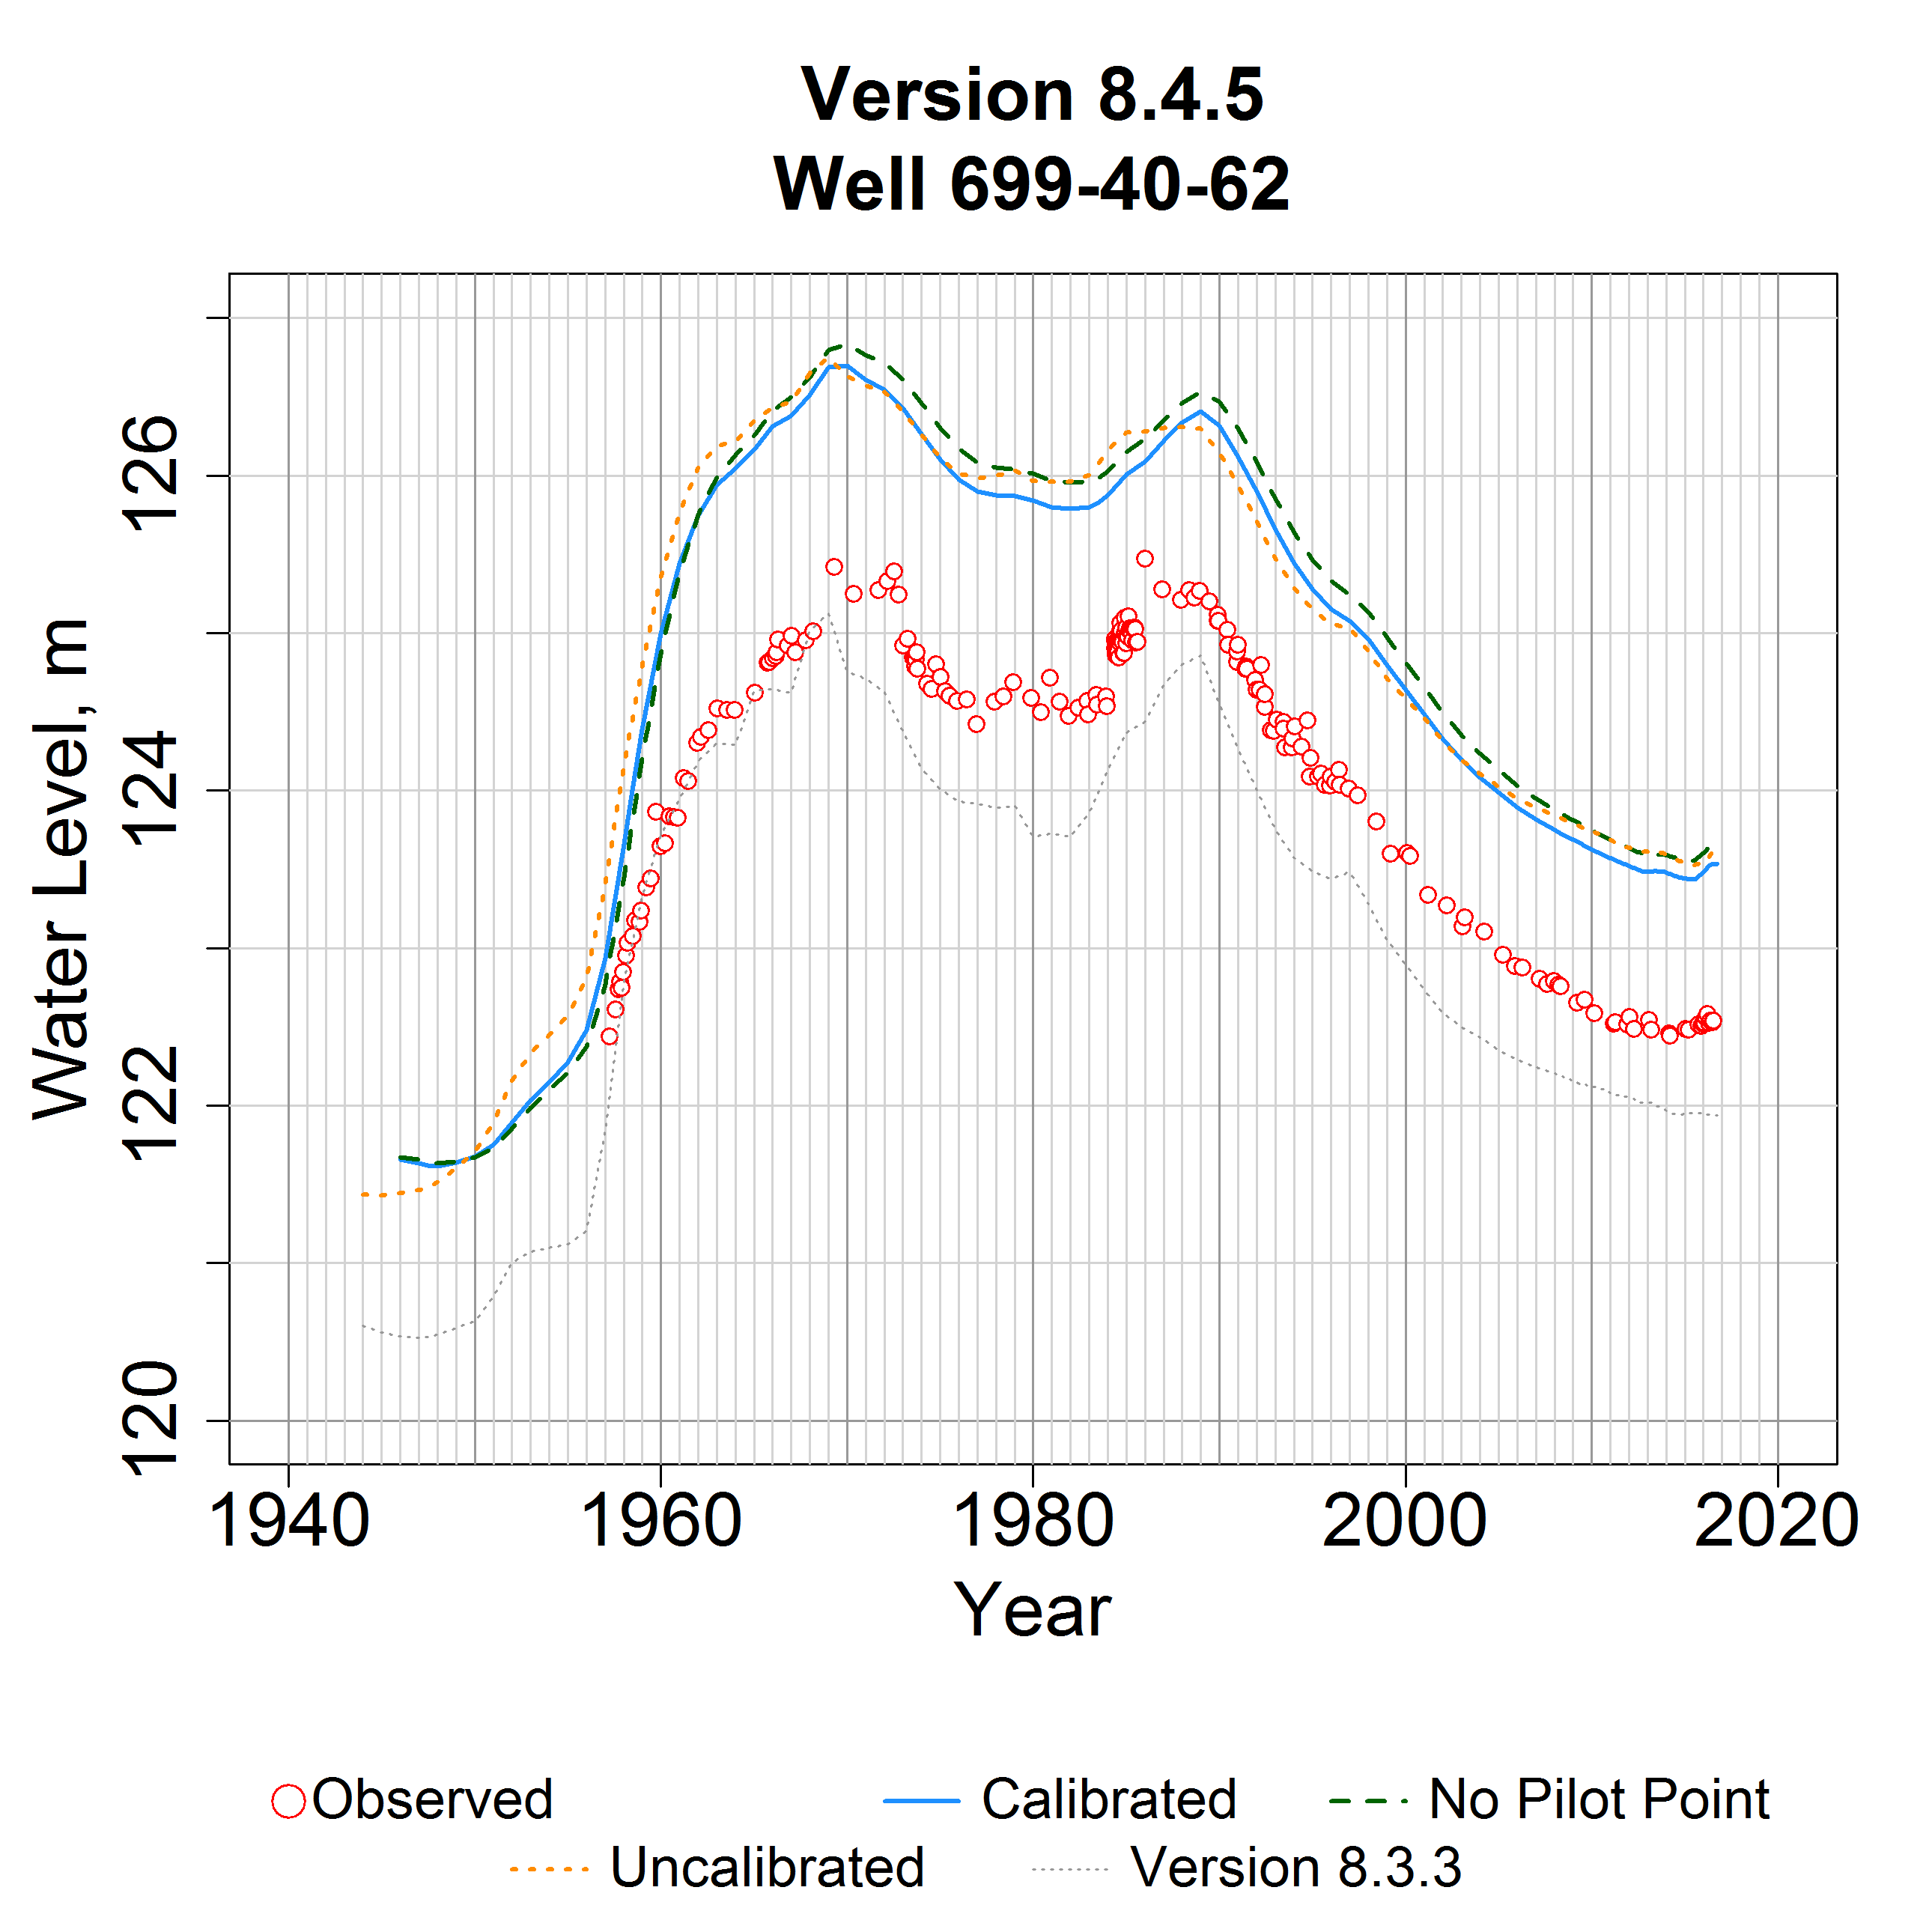 Version 8.4.5
Well 699-40-62
Water Level, m
126
124
122
120
1940 1960 1980 2000 2020
Year
Observed Calibrated No Pilot Point
Uncalibrated Version 8.3.3